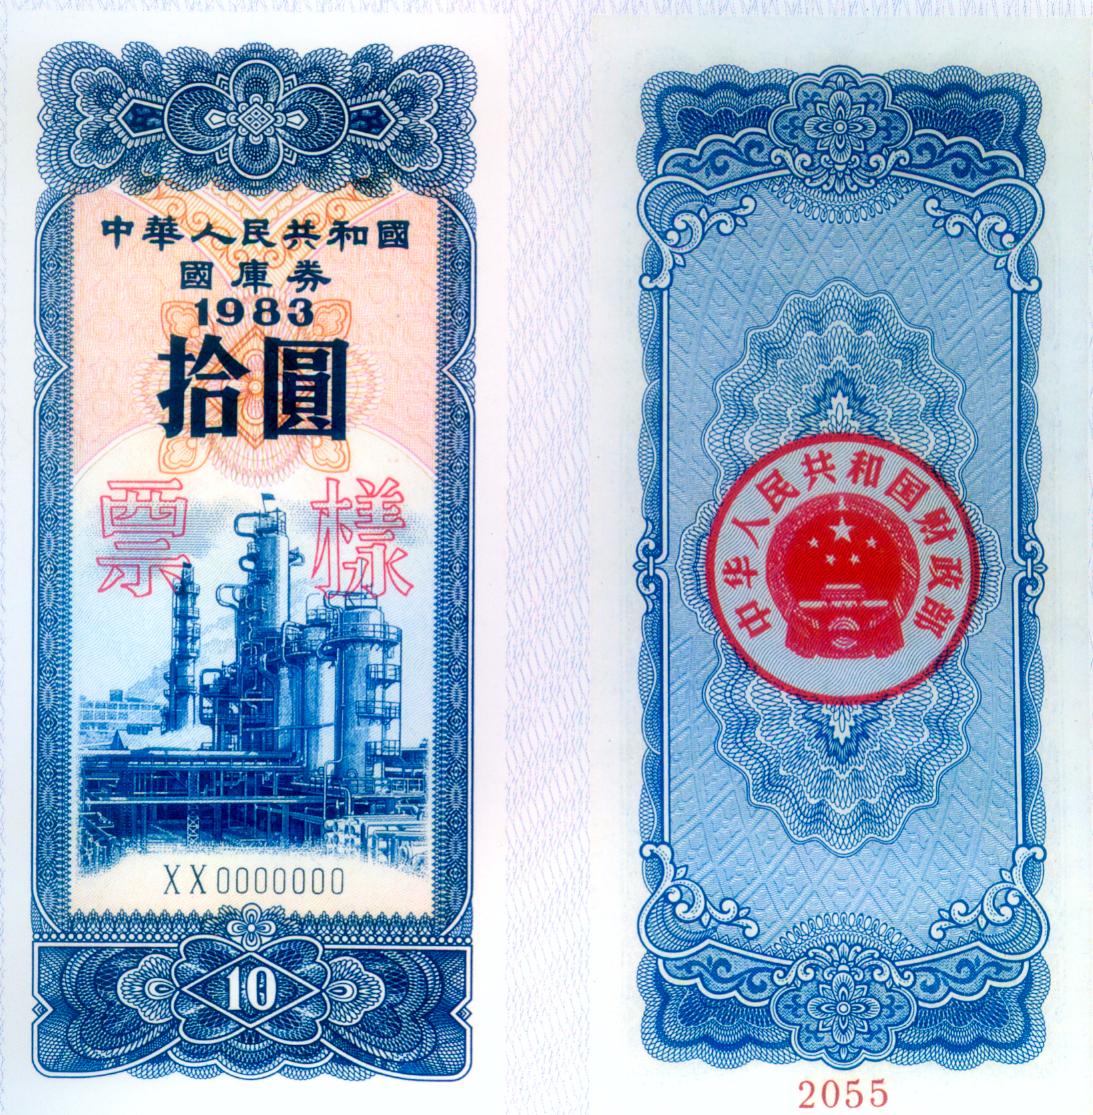 中華人民共和國
國庫券
1983
拾圓
票 樣
XX0000000
10
中华人民共和国财政部
2055